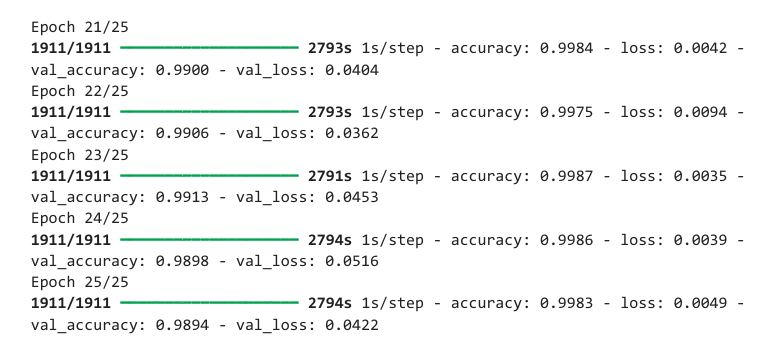 Epoch 21/25
1911/1911 ━━━━━━━━━━━━━━━━━━━━ 2793s 1s/step - accuracy: 0.9984 - loss: 0.0042 -
val_accuracy: 0.9900 - val_loss: 0.0404
Epoch 22/25
1911/1911 ━━━━━━━━━━━━━━━━━━━━ 2793s 1s/step - accuracy: 0.9975 - loss: 0.0094 -
val_accuracy: 0.9906 - val_loss: 0.0362
Epoch 23/25
1911/1911 ━━━━━━━━━━━━━━━━━━━━ 2791s 1s/step - accuracy: 0.9987 - loss: 0.0035 -
val_accuracy: 0.9913 - val_loss: 0.0453
Epoch 24/25
1911/1911 ━━━━━━━━━━━━━━━━━━━━ 2794s 1s/step - accuracy: 0.9986 - loss: 0.0039 -
val_accuracy: 0.9898 - val_loss: 0.0516
Epoch 25/25
1911/1911 ━━━━━━━━━━━━━━━━━━━━ 2794s 1s/step - accuracy: 0.9983 - loss: 0.0049 -
val_accuracy: 0.9894 - val_loss: 0.0422